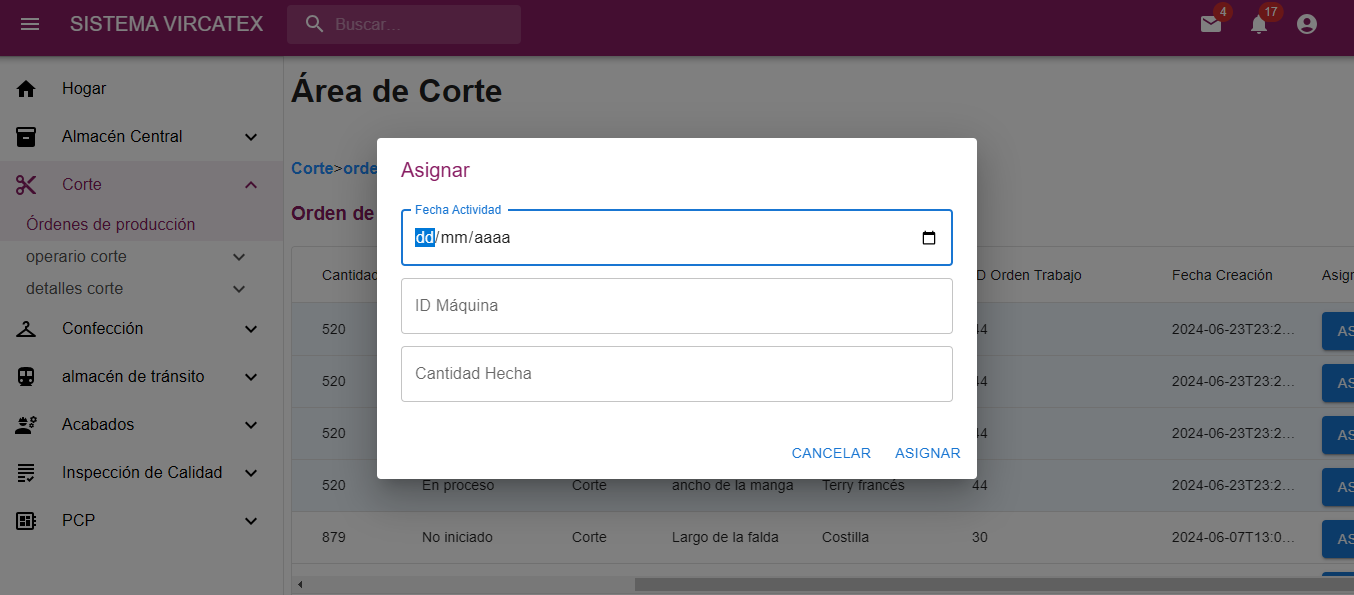 SISTEMA VIRCATEX
Buscar...
4
17
Hogar
Almacén Central
Corte
Órdenes de producción
operario corte
detalles corte
Confección
almacén de tránsito
Acabados
Inspección de Calidad
PCP
Área de Corte
Corte>orde
Orden de
Asignar
Fecha Actividad
dd/mm/aaaa
ID Máquina
Cantidad Hecha
CANCELAR ASIGNAR
Cantidad D Orden Trabajo Fecha Creación Asign
520 44 2024-06-23T23:2... AS
520 44 2024-06-23T23:2... AS
520 44 2024-06-23T23:2... AS
520 En proceso Corte ancho de la manga Terry francés 44 2024-06-23T23:2... AS
879 No iniciado Corte Largo de la falda Costilla 30 2024-06-07T13:0... AS